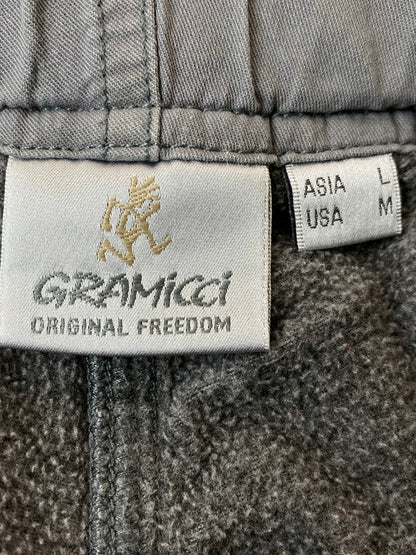 GRAMicci
ORIGINAL FREEDOM
ASIA L
USA M